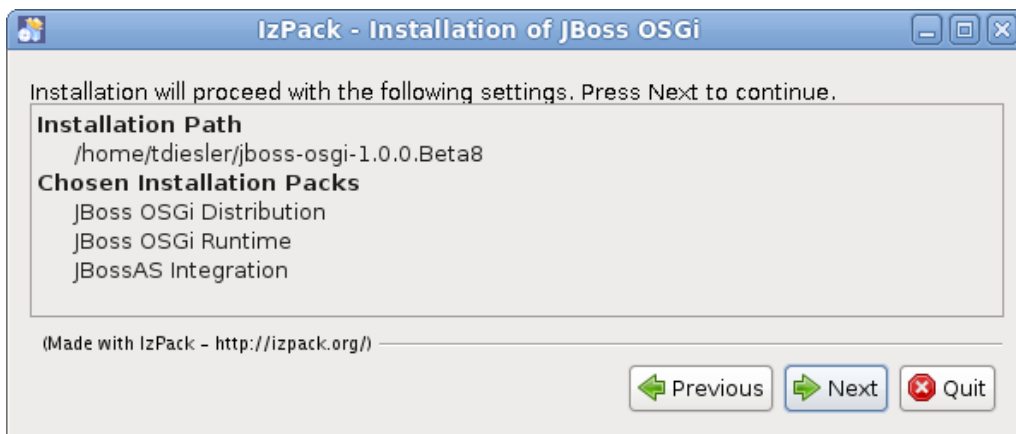 IzPack - Installation of JBoss OSGi
Installation will proceed with the following settings. Press Next to continue.
Installation Path
/home/tdiesler/jboss-osgi-1.0.0.Beta8
Chosen Installation Packs
JBoss OSGi Distribution
JBoss OSGi Runtime
JBossAS Integration
(Made with IzPack - http://izpack.org/)
Previous Next Quit